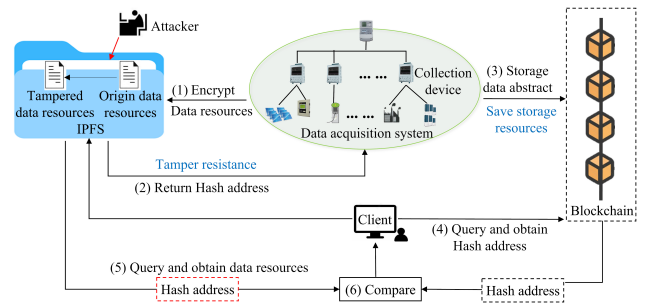 Attacker
Tampered
data resources
Origin data
resources
IPFS
(1) Encrypt
Data resources
Collection
device
Data acquisition system
(3) Storage
data abstract
Save storage
resources
Tamper resistance
(2) Return Hash address
Blockchain
Client
(4) Query and obtain
Hash address
(5) Query and obtain data resources
Hash address
(6) Compare
Hash address